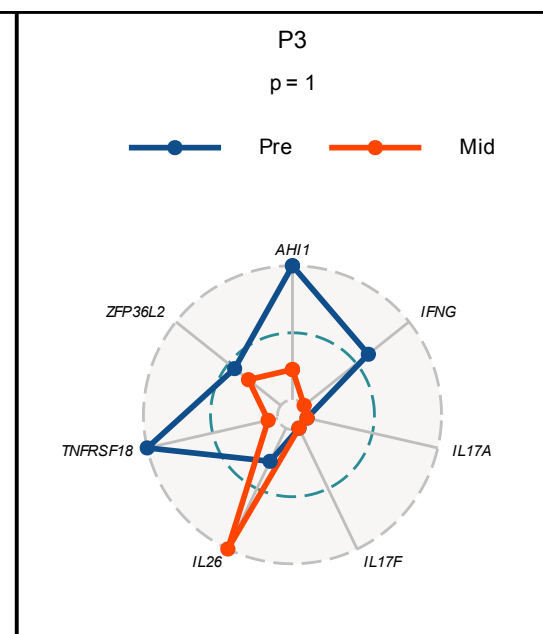 P3
p = 1
Pre Mid
AHI1
ZFP36L2 IFNG
TNFRSF18 IL17A
IL26 IL17F